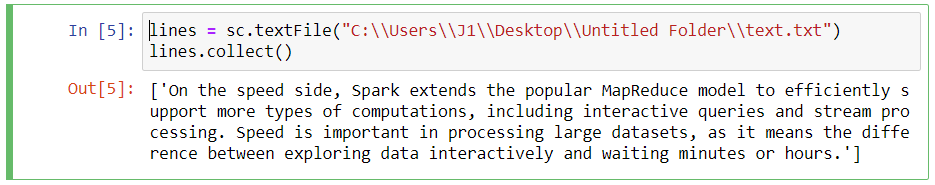 In [5]: lines = sc.textFile("C:\\Users\\J1\\Desktop\\Untitled Folder\\text.txt")
lines.collect()
Out[5]: ['On the speed side, Spark extends the popular MapReduce model to efficiently s
upport more types of computations, including interactive queries and stream pro
cessing. Speed is important in processing large datasets, as it means the diffe
rence between exploring data interactively and waiting minutes or hours.']